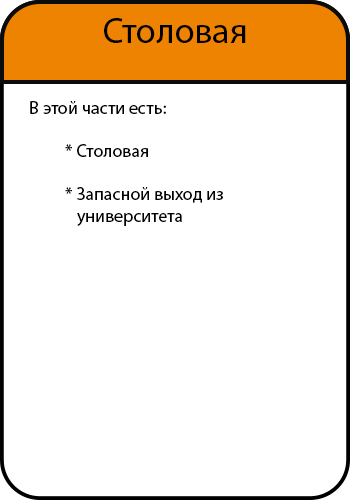 Столовая
В этой части есть:
* Столовая
* Запасной выход из
университета